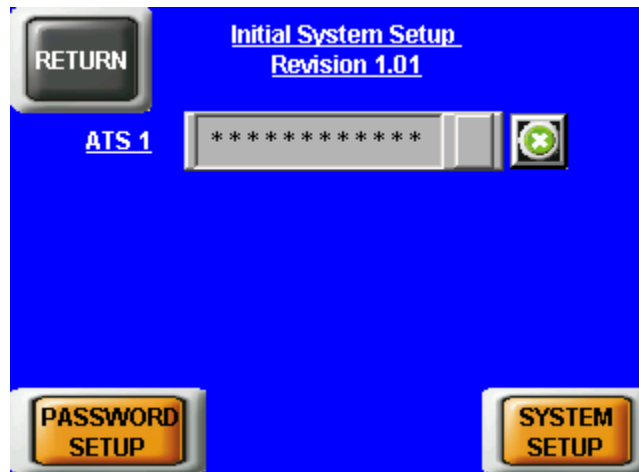 RETURN
Initial System Setup
Revision 1.01
ATS 1
************
PASSWORD
SETUP
SYSTEM
SETUP